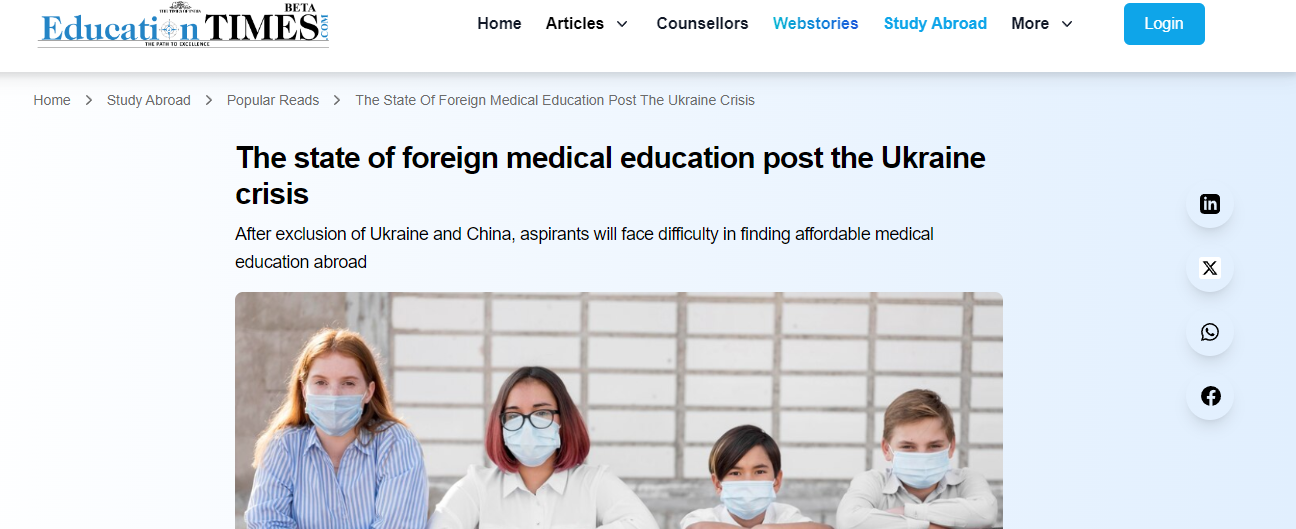 THE TIMES OF INDIA
BETA
Education TIMES.COM
THE PATH TO EXCELLENCE
Home Articles Counsellors Webstories Study Abroad More Login
Home > Study Abroad > Popular Reads > The State Of Foreign Medical Education Post The Ukraine Crisis
The state of foreign medical education post the Ukraine
crisis
After exclusion of Ukraine and China, aspirants will face difficulty in finding affordable medical
education abroad
in
X
f